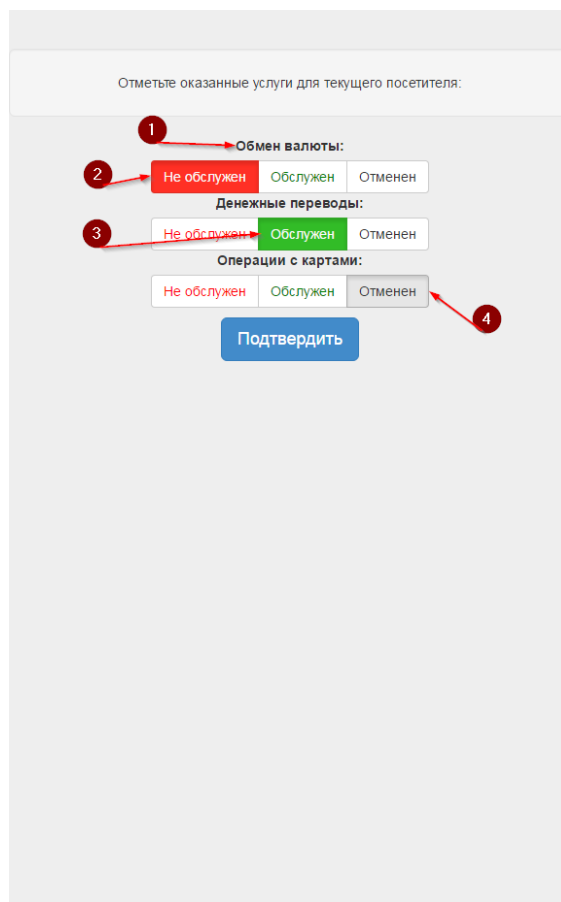 Отметьте оказанные услуги для текущего посетителя:
1
Обмен валюты:
2
Не обслужен Обслужен Отменен
Денежные переводы:
3
Не обслужен Обслужен Отменен
Операции с картами:
Не обслужен Обслужен Отменен
4
Подтвердить